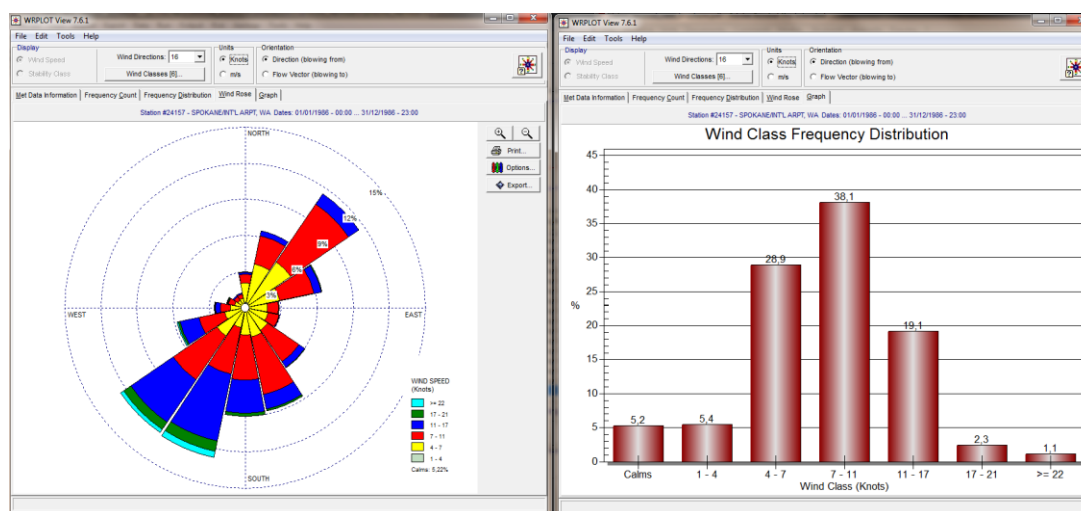 WRPLOT View 7.6.1
File Edit Tools Help
Display
Wind Speed
Stability Class
Wind Directions: 16
Wind Classes [6]...
Units
Knots
m/s
Orientation
Direction (blowing from)
Flow Vector (blowing to)
Met Data Information Frequency Count Frequency Distribution Wind Rose Graph
Station #24157 - SPOKANE/INT'L ARPT, WA. Dates: 01/01/1986 - 00:00 ... 31/12/1986 - 23:00
Print...
Options...
Export...
NORTH
15%
12%
9%
6%
3%
WEST
EAST
SOUTH
WIND SPEED
(Knots)
>= 22
17 - 21
11 - 17
7 - 11
4 - 7
1 - 4
Calms: 5,22%
WRPLOT View 7.6.1
File Edit Tools Help
Display
Wind Speed
Stability Class
Wind Directions: 16
Wind Classes [6]...
Units
Knots
m/s
Orientation
Direction (blowing from)
Flow Vector (blowing to)
Met Data Information Frequency Count Frequency Distribution Wind Rose Graph
Station #24157 - SPOKANE/INT'L ARPT, WA. Dates: 01/01/1986 - 00:00 ... 31/12/1986 - 23:00
Wind Class Frequency Distribution
45
40
35
30
25
20
15
10
5
0
%
5,2
5,4
28,9
38,1
19,1
2,3
1,1
Calms 1 - 4 4 - 7 7 - 11 11 - 17 17 - 21 >= 22
Wind Class (Knots)